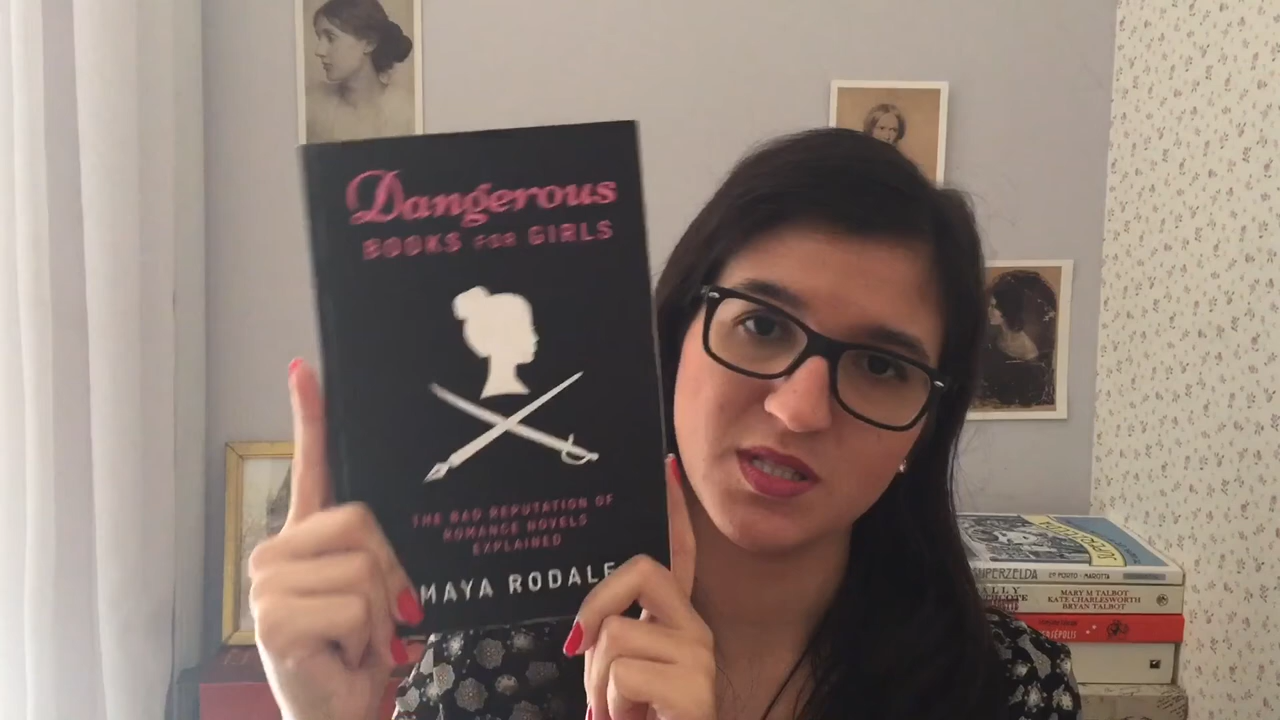 Dangerous
BOOKS FOR GIRLS
THE BAD REPUTATION OF
ROMANCE NOVELS
EXPLAINED
MAYA RODALE
SUPERZELDA
MARY M TALBOT
KATE CHARLESWORTH
BRYAN TALBOT